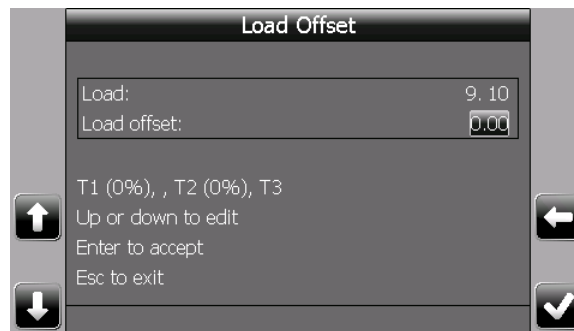 Load Offset
Load: 9.10
Load offset: 0.00
T1 (0%), , T2 (0%), T3
Up or down to edit
Enter to accept
Esc to exit